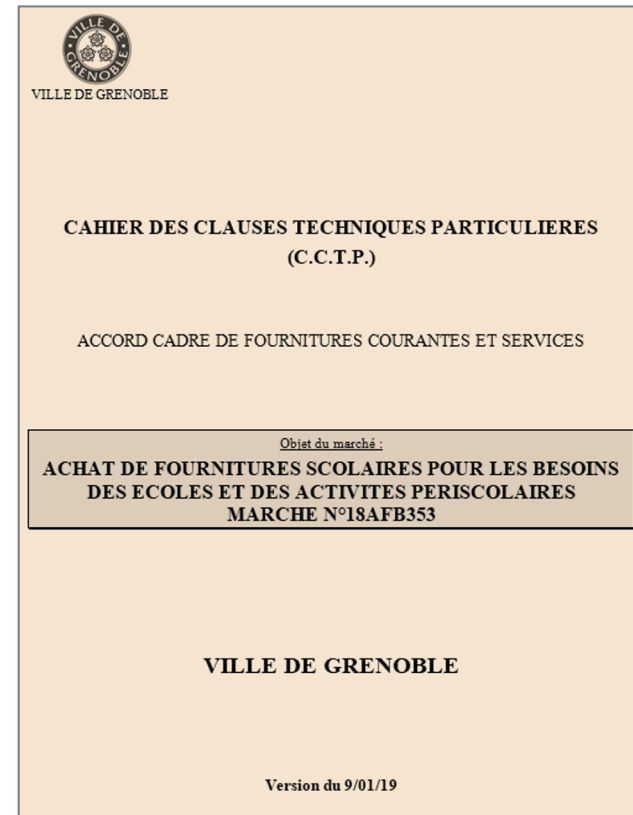 VILLE DE
GRENOBLE
VILLE DE GRENOBLE
CAHIER DES CLAUSES TECHNIQUES PARTICULIERES
(C.C.T.P.)
ACCORD CADRE DE FOURNITURES COURANTES ET SERVICES
Objet du marché :
ACHAT DE FOURNITURES SCOLAIRES POUR LES BESOINS
DES ECOLES ET DES ACTIVITES PERISCOLAIRES
MARCHE N°18AFB353
VILLE DE GRENOBLE
Version du 9/01/19